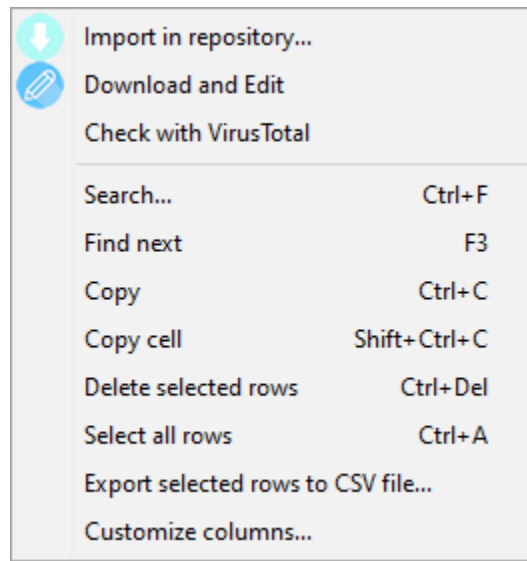 Import in repository...
Download and Edit
Check with VirusTotal
Search... Ctrl+F
Find next F3
Copy Ctrl+C
Copy cell Shift+Ctrl+C
Delete selected rows Ctrl+Del
Select all rows Ctrl+A
Export selected rows to CSV file...
Customize columns...